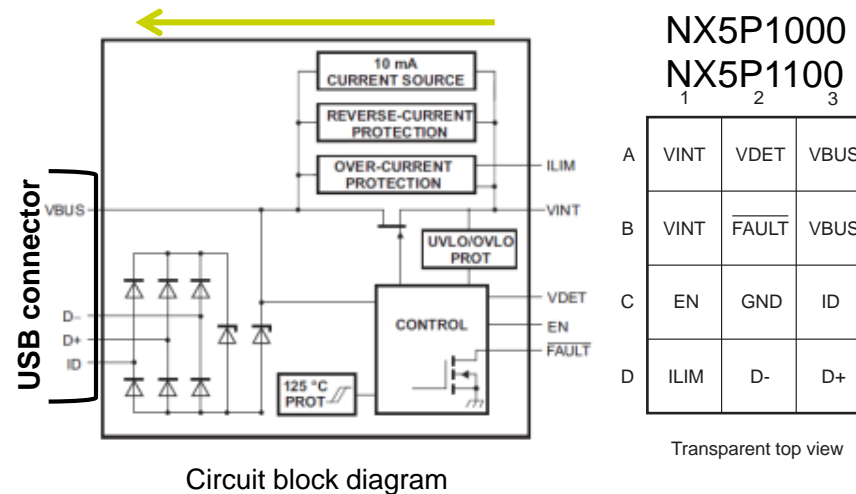 NX5P1000
NX5P1100
10 mA
CURRENT SOURCE
REVERSE-CURRENT
PROTECTION
OVER-CURRENT
PROTECTION
ILIM
USB connector
VBUS
VINT
UVLO/OVLO
PROT
D–
D+
ID
CONTROL
VDET
EN
FAULT
125 °C
PROT
1 2 3
A VINT VDET VBUS
B VINT FAULT VBUS
C EN GND ID
D ILIM D- D+
Transparent top view
Circuit block diagram